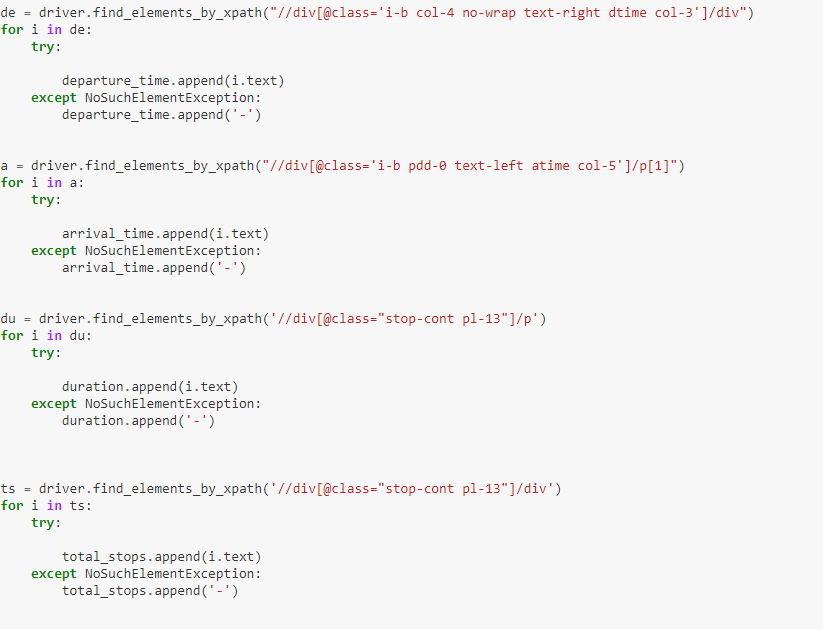 de = driver.find_elements_by_xpath("//div[@class='i-b col-4 no-wrap text-right dtime col-3']/div")
for i in de:
    try:
        departure_time.append(i.text)
    except NoSuchElementException:
        departure_time.append('-')
a = driver.find_elements_by_xpath("//div[@class='i-b pdd-0 text-left atime col-5']/p[1]")
for i in a:
    try:
        arrival_time.append(i.text)
    except NoSuchElementException:
        arrival_time.append('-')
du = driver.find_elements_by_xpath('//div[@class="stop-cont pl-13"]/p')
for i in du:
    try:
        duration.append(i.text)
    except NoSuchElementException:
        duration.append('-')
ts = driver.find_elements_by_xpath('//div[@class="stop-cont pl-13"]/div')
for i in ts:
    try:
        total_stops.append(i.text)
    except NoSuchElementException:
        total_stops.append('-')